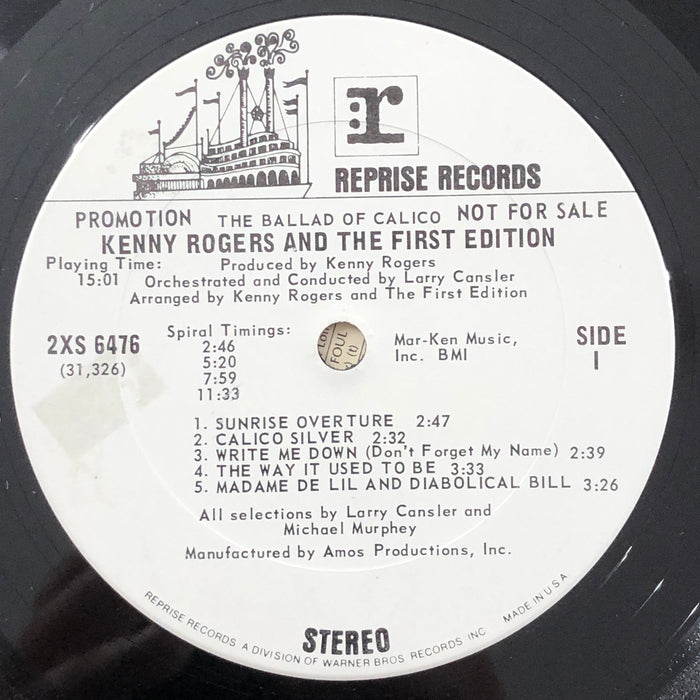 :r
REPRISE RECORDS
PROMOTION THE BALLAD OF CALICO NOT FOR SALE
KENNY ROGERS AND THE FIRST EDITION
Playing Time: Produced by Kenny Rogers
15:01 Orchestrated and Conducted by Larry Cansler
Arranged by Kenny Rogers and The First Edition
2XS 6476
(31,326)
Spiral Timings:
2:46
5:20
7:59
11:33
FOUL
(t)
Mar-Ken Music,
Inc. BMI
SIDE
1
1. SUNRISE OVERTURE 2:47
2. CALICO SILVER 2:32
3. WRITE ME DOWN (Don't Forget My Name) 2:39
4. THE WAY IT USED TO BE 3:33
5. MADAME DE LIL AND DIABOLICAL BILL 3:26
All selections by Larry Cansler and
Michael Murphey
Manufactured by Amos Productions, Inc.
STEREO
REPRISE RECORDS, A DIVISION OF WARNER BROS. RECORDS INC. MADE IN U.S.A.